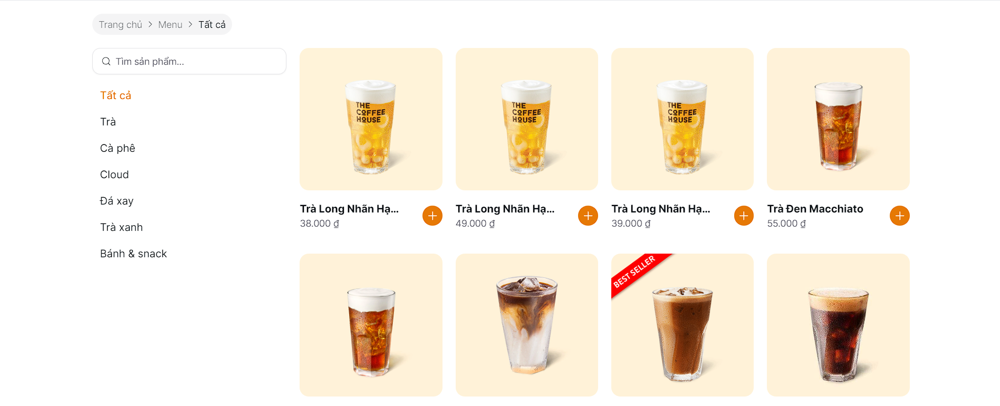 Trang chủ > Menu > Tất cả
Tìm sản phẩm...
Tất cả
Trà
Cà phê
Cloud
Đá xay
Trà xanh
Bánh & snack
THE
COFFEE
HOUSE
THE
COFFEE
HOUSE
THE
COFFEE
HOUSE
Trà Long Nhãn Hạ...
38.000 ₫
Trà Long Nhãn Hạ...
49.000 ₫
Trà Long Nhãn Hạ...
39.000 ₫
Trà Đen Macchiato
55.000 ₫
BEST SELLER